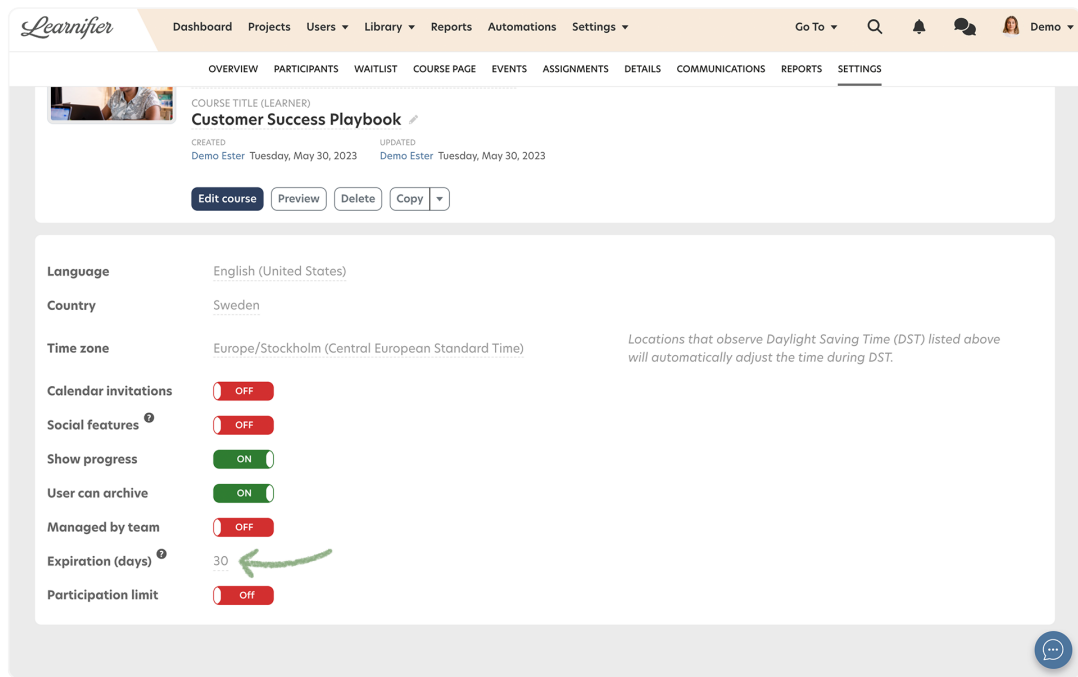 Learnifier
Dashboard Projects Users Library Reports Automations Settings Go To Demo
OVERVIEW PARTICIPANTS WAITLIST COURSE PAGE EVENTS ASSIGNMENTS DETAILS COMMUNICATIONS REPORTS SETTINGS
COURSE TITLE (LEARNER)
Customer Success Playbook
CREATED UPDATED
Demo Ester Tuesday, May 30, 2023 Demo Ester Tuesday, May 30, 2023
Edit course Preview Delete Copy
Language English (United States)
Country Sweden
Time zone Europe/Stockholm (Central European Standard Time)
Locations that observe Daylight Saving Time (DST) listed above
will automatically adjust the time during DST.
Calendar invitations OFF
Social features ? OFF
Show progress ON
User can archive ON
Managed by team OFF
Expiration (days) ? 30
Participation limit Off